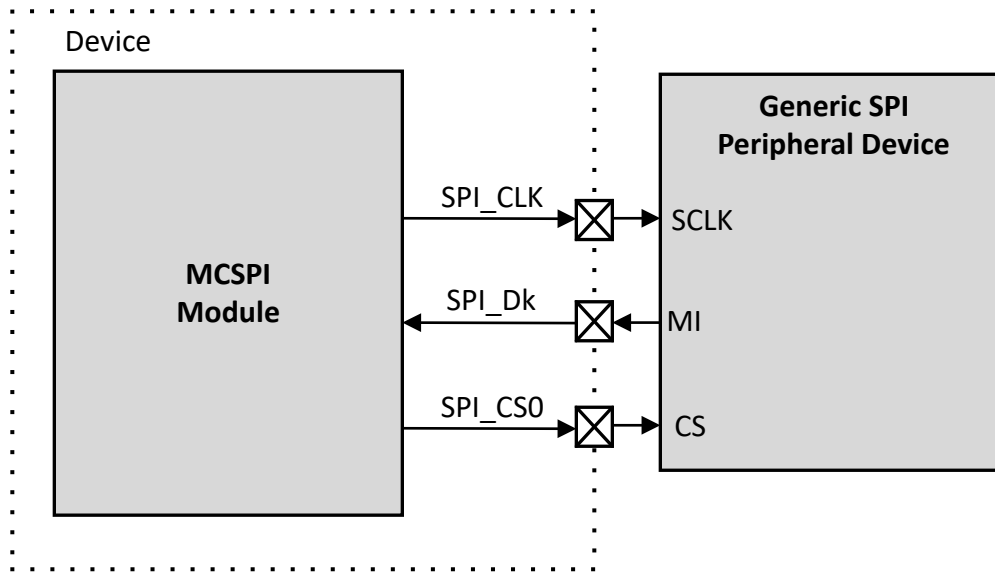 Device
Generic SPI
Peripheral Device
SPI_CLK
SCLK
MCSPI
Module
SPI_Dk
MI
SPI_CS0
CS